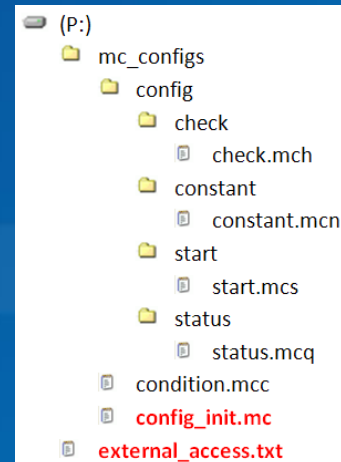 (P:)
mc_configs
config
check
check.mch
constant
constant.mcn
start
start.mcs
status
status.mcq
condition.mcc
config_init.mc
external_access.txt